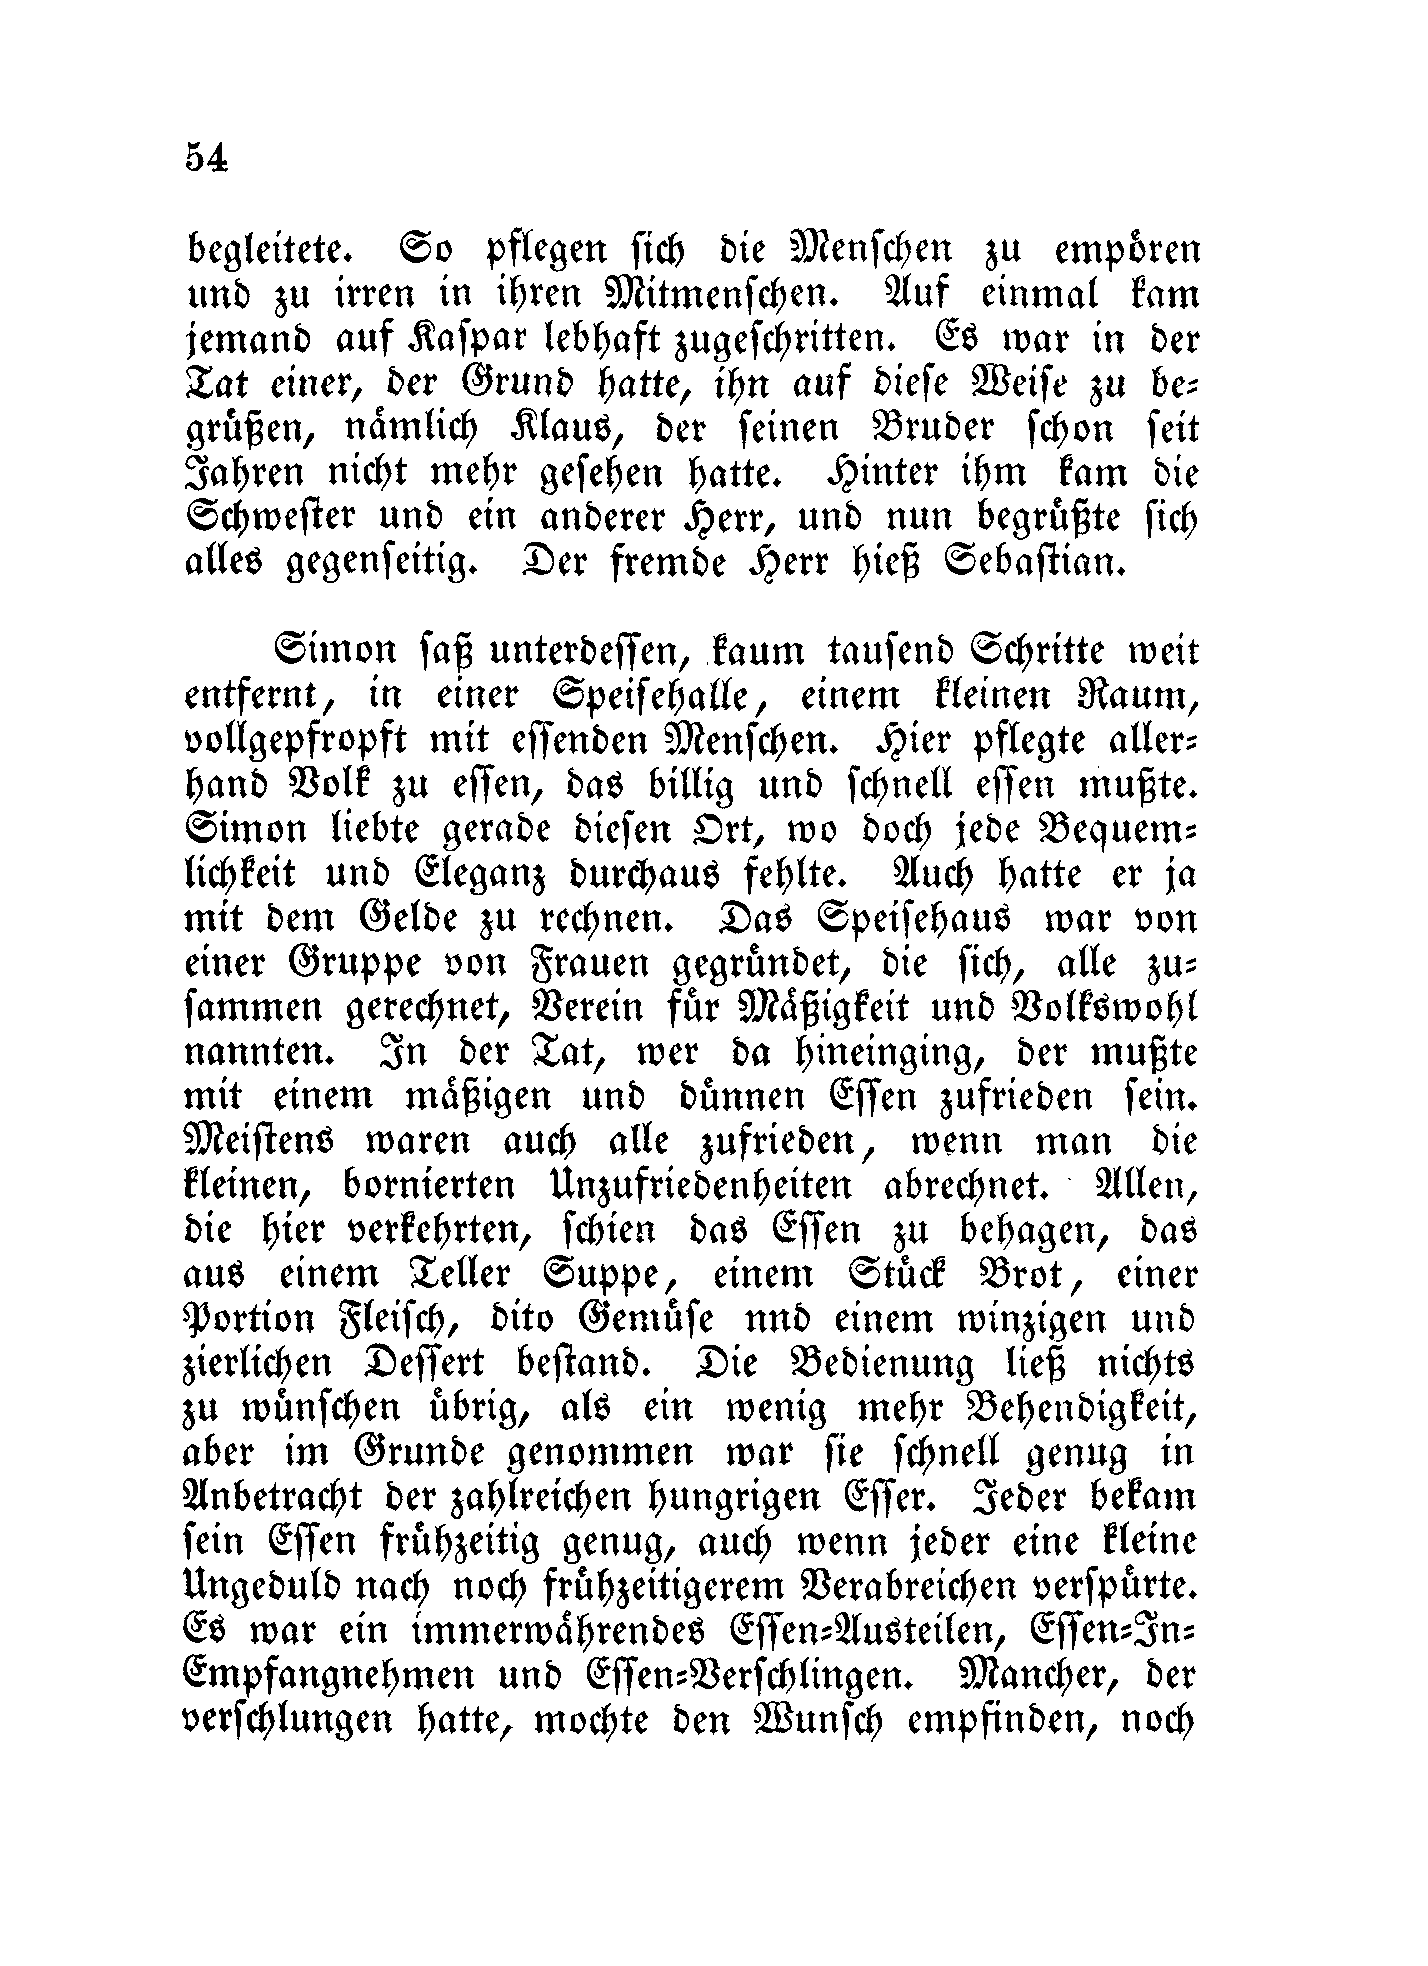 54
begleitete. So pflegen sich die Menschen zu empören
und zu irren in ihren Mitmenschen. Auf einmal kam
jemand auf Kaspar lebhaft zugeschritten. Es war in der
Tat einer, der Grund hatte, ihn auf diese Weise zu be-
grüßen, nämlich Klaus, der seinen Bruder schon seit
Jahren nicht mehr gesehen hatte. Hinter ihm kam die
Schwester und ein anderer Herr, und nun begrüßte sich
alles gegenseitig. Der fremde Herr hieß Sebastian.
Simon saß unterdessen, kaum tausend Schritte weit
entfernt, in einer Speisehalle, einem kleinen Raum,
vollgepfropft mit essenden Menschen. Hier pflegte aller-
hand Volk zu essen, das billig und schnell essen mußte.
Simon liebte gerade diesen Ort, wo doch jede Bequem-
lichkeit und Eleganz durchaus fehlte. Auch hatte er ja
mit dem Gelde zu rechnen. Das Speisehaus war von
einer Gruppe von Frauen gegründet, die sich, alle zu-
sammen gerechnet, Verein für Mäßigkeit und Volkswohl
nannten. In der Tat, wer da hineinging, der mußte
mit einem mäßigen und dünnen Essen zufrieden sein.
Meistens waren auch alle zufrieden, wenn man die
kleinen, bornierten Unzufriedenheiten abrechnet. Allen,
die hier verkehrten, schien das Essen zu behagen, das
aus einem Teller Suppe, einem Stück Brot, einer
Portion Fleisch, dito Gemüse nnd einem winzigen und
zierlichen Dessert bestand. Die Bedienung ließ nichts
zu wünschen übrig, als ein wenig mehr Behendigkeit,
aber im Grunde genommen war sie schnell genug in
Anbetracht der zahlreichen hungrigen Esser. Jeder bekam
sein Essen frühzeitig genug, auch wenn jeder eine kleine
Ungeduld nach noch frühzeitigerem Verabreichen verspürte.
Es war ein immerwährendes Essen-Austeilen, Essen-In-
Empfangnehmen und Essen-Verschlingen. Mancher, der
verschlungen hatte, mochte den Wunsch empfinden, noch